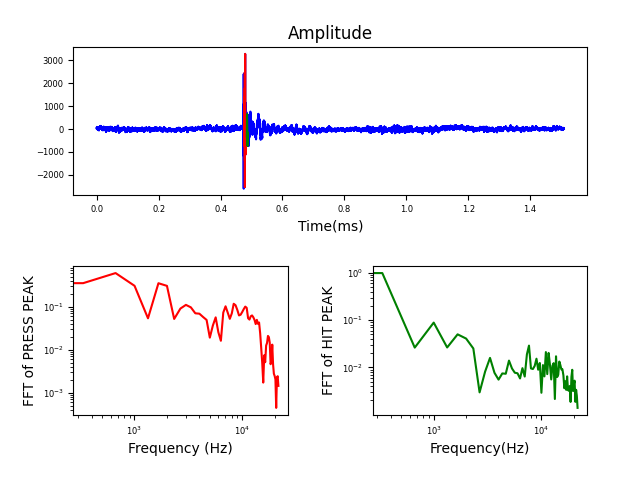 Amplitude
3000
2000
1000
0
−1000
−2000
0.0 0.2 0.4 0.6 0.8 1.0 1.2 1.4
Time(ms)
FFT of PRESS PEAK
10⁻¹
10⁻²
10⁻³
10³ 10⁴
Frequency (Hz)
FFT of HIT PEAK
10⁰
10⁻¹
10⁻²
10³ 10⁴
Frequency(Hz)